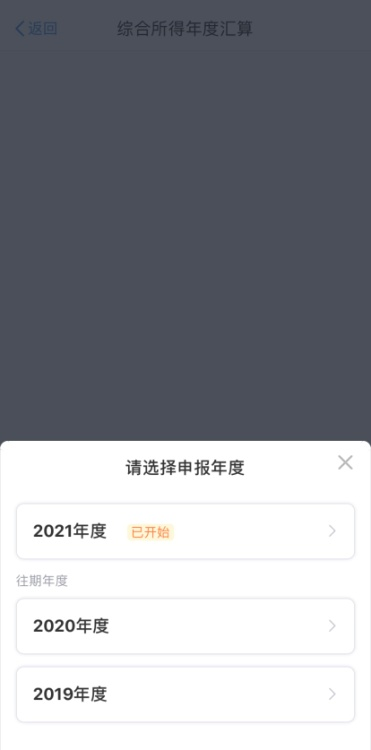 返回 综合所得年度汇算
请选择申报年度
2021年度 已开始
往期年度
2020年度
2019年度